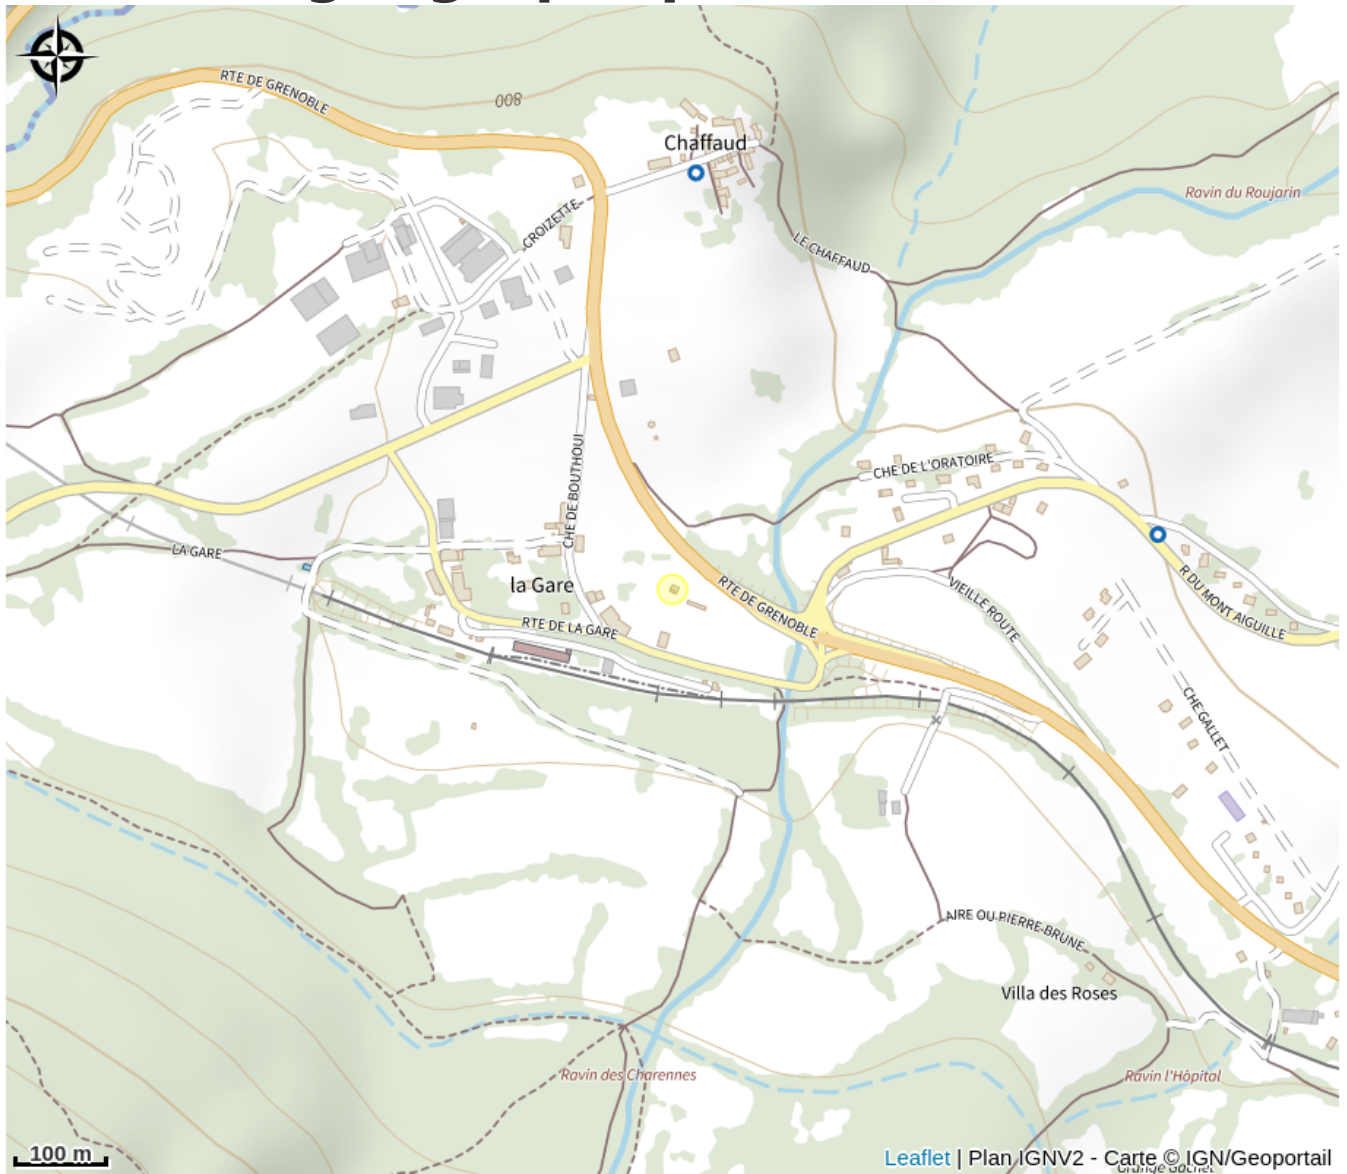 RTE DE GRENOBLE
008
Chaffaud
Ravin du Roujarin
CROIZETTE
LE CHAFFAUD
CHE DE L'ORATOIRE
CHE DE BOUTHOUI
LA GARE
la Gare
RTE DE GRENOBLE
VIEILLE ROUTE
R DU MONT AIGUILLE
RTE DE LA GARE
CHE GALLET
AIRE OU PIERRE BRUNE
Villa des Roses
Ravin des Charennes
Ravin l'Hôpital
100 m
Leaflet | Plan IGNV2 - Carte © IGN/Geoportail